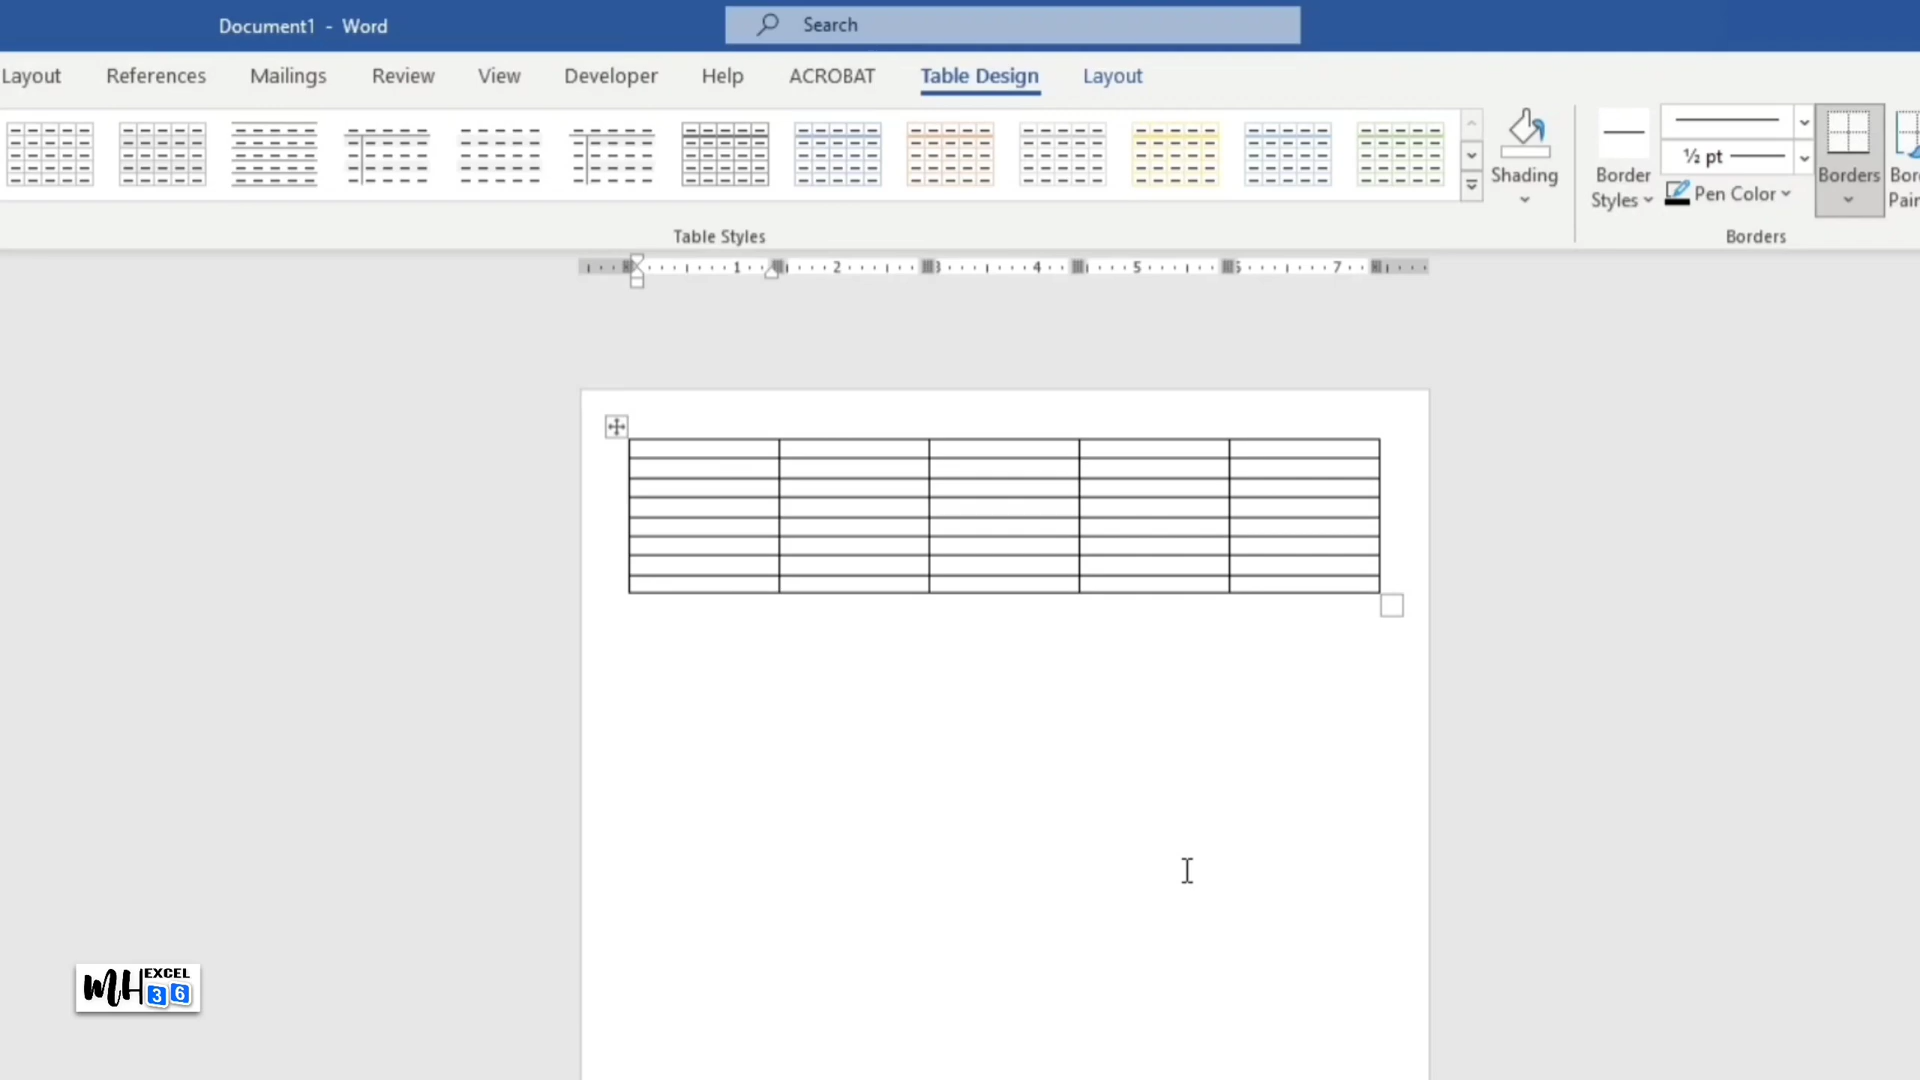 Document1 - Word
Search
Layout References Mailings Review View Developer Help ACROBAT Table Design Layout
Shading
Border Styles
½ pt
Pen Color
Borders
Table Styles
Borders
1 2 3 4 5 6 7
MH EXCEL
3 6